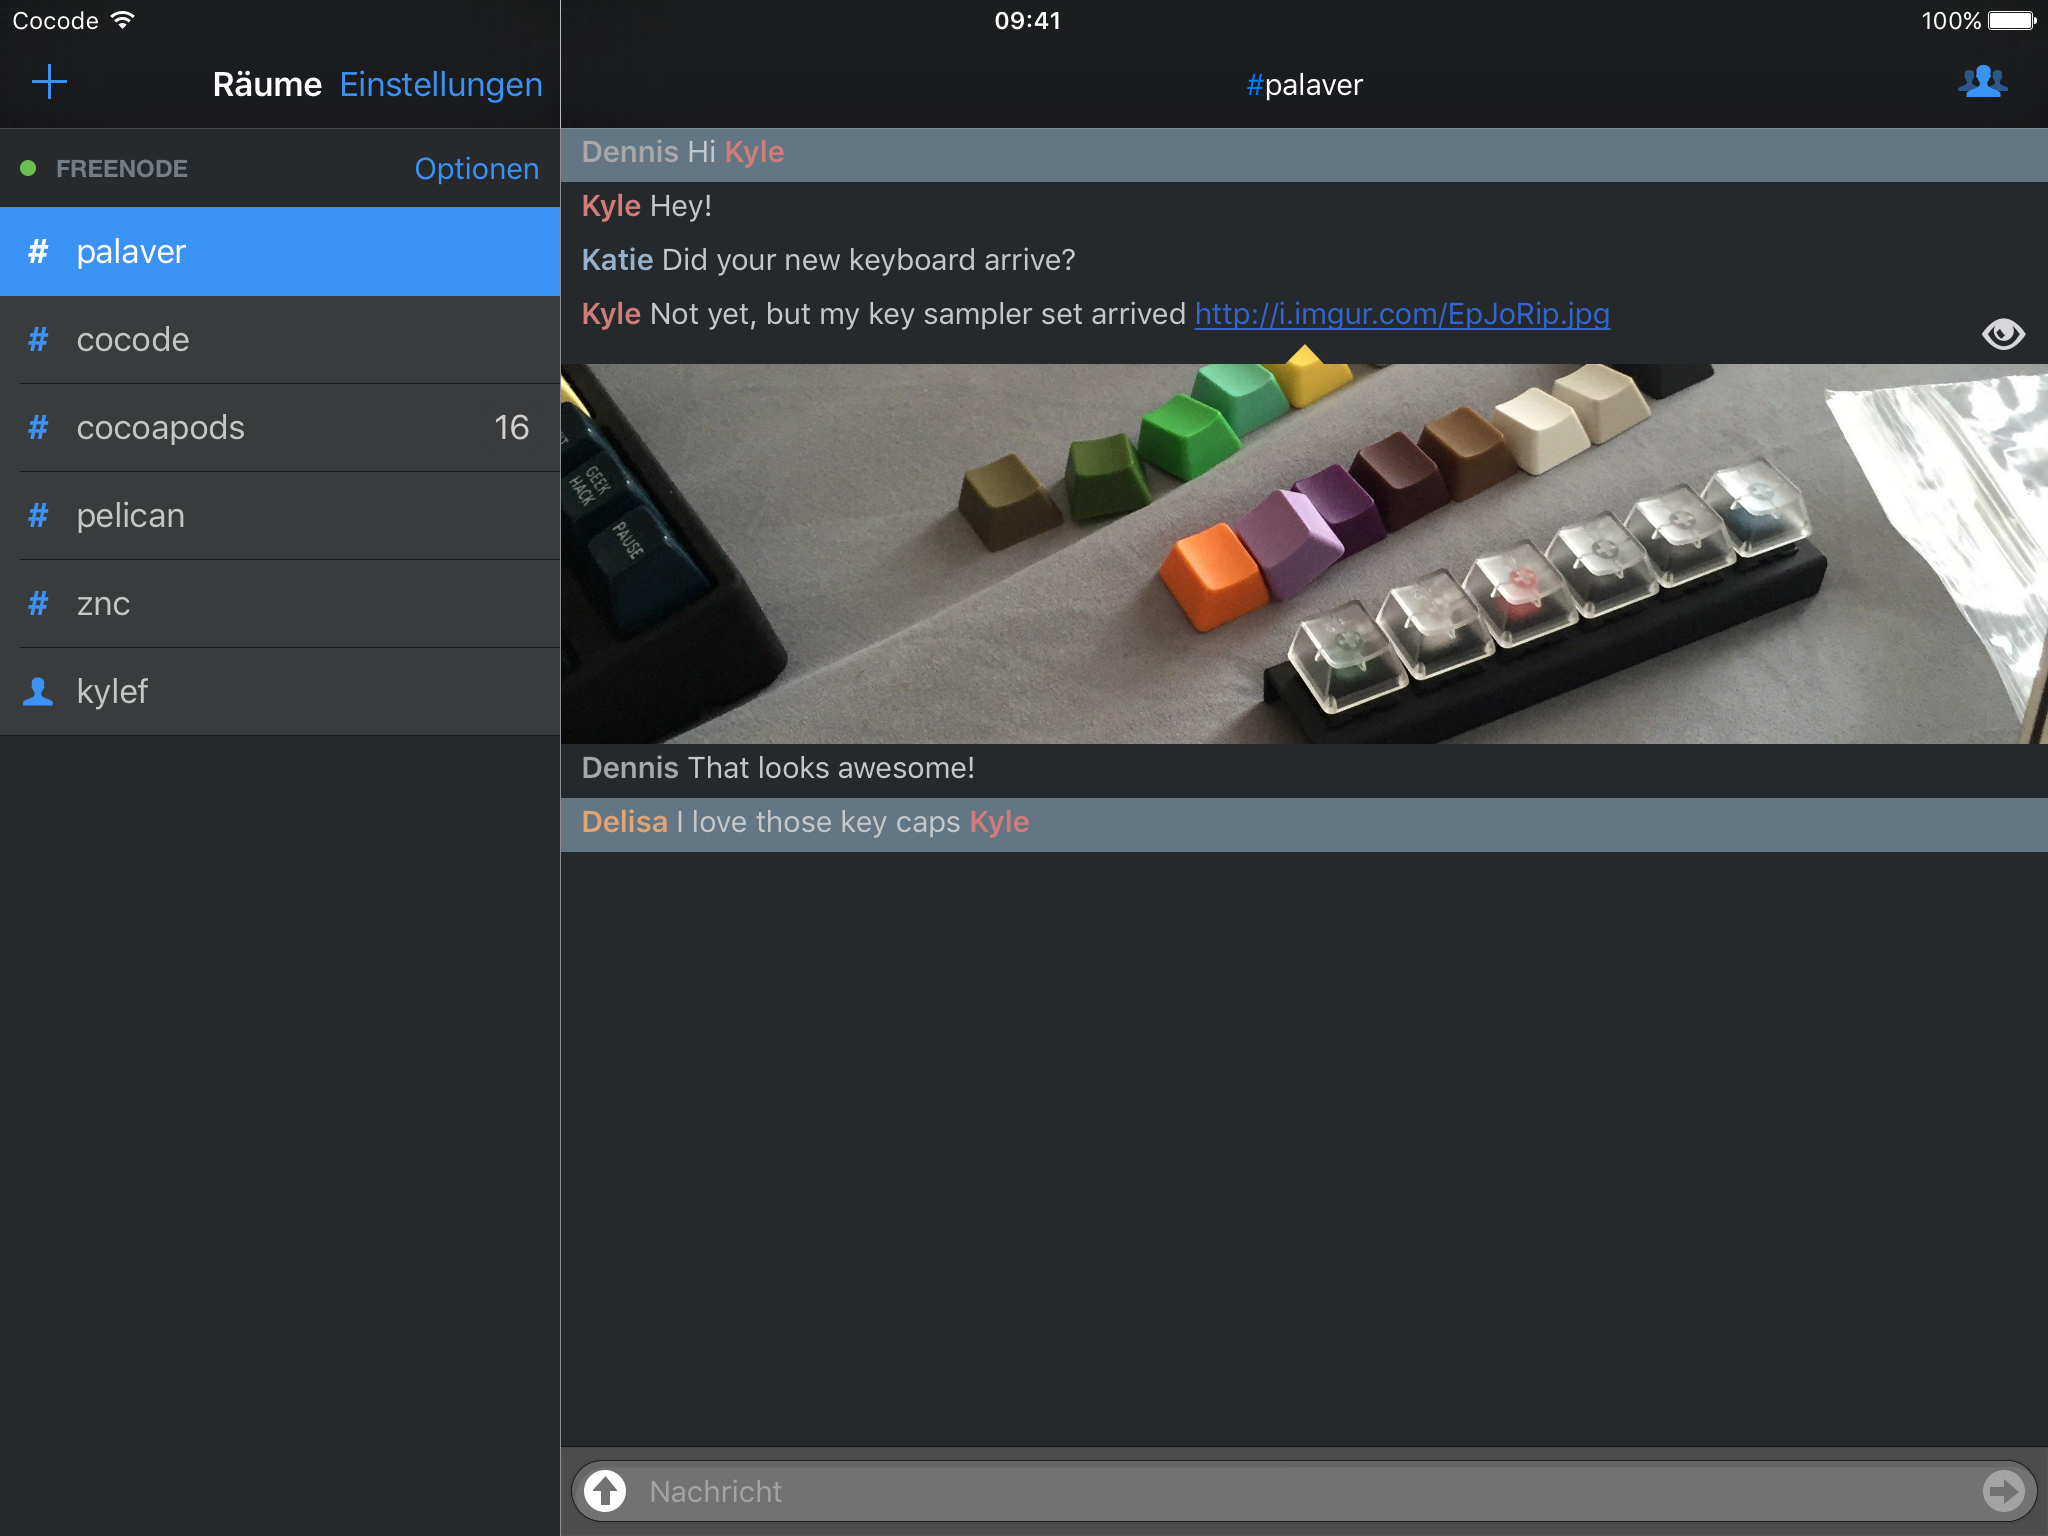 Cocode
09:41
100%
Räume Einstellungen
#palaver
FREENODE Optionen
# palaver
# cocode
# cocoapods 16
# pelican
# znc
kylef
Dennis Hi Kyle
Kyle Hey!
Katie Did your new keyboard arrive?
Kyle Not yet, but my key sampler set arrived http://i.imgur.com/EpJoRip.jpg
GEEK
HACK
PAUSE
Dennis That looks awesome!
Delisa I love those key caps Kyle
Nachricht